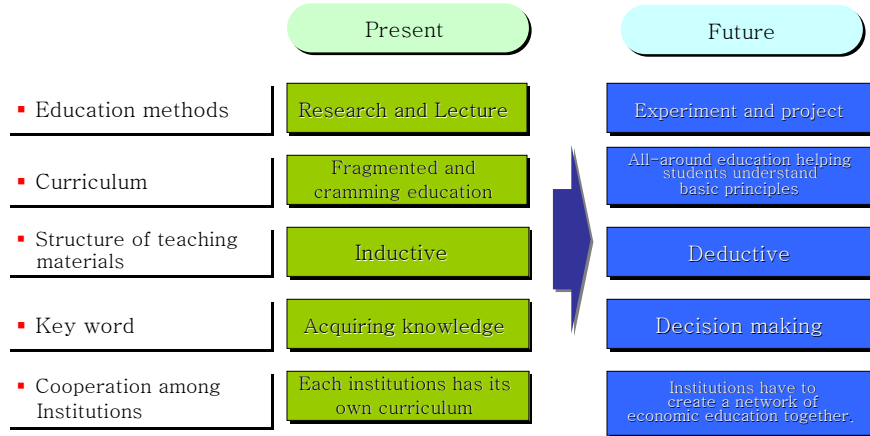 Present
Future
Education methods
Research and Lecture
Experiment and project
Curriculum
Fragmented and
cramming education
All-around education helping
students understand
basic principles
Structure of teaching
materials
Inductive
Deductive
Key word
Acquiring knowledge
Decision making
Cooperation among
Institutions
Each institutions has its
own curriculum
Institutions have to
create a network of
economic education together.